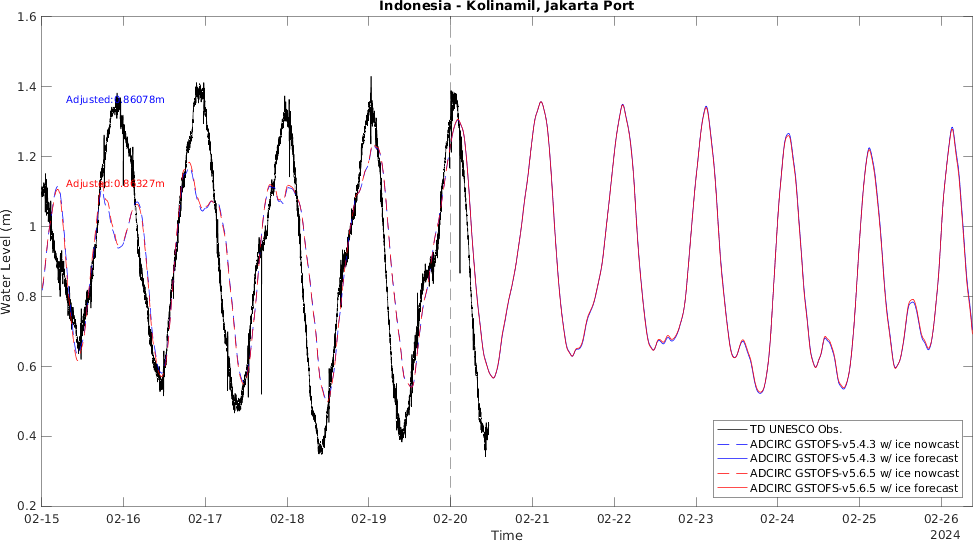 Indonesia - Kolinamil, Jakarta Port
1.6
1.4
1.2
1
0.8
0.6
0.4
0.2
Water Level (m)
Adjusted:0.86078m
Adjusted:0.86327m
TD UNESCO Obs.
ADCIRC GSTOFS-v5.4.3 w/ ice nowcast
ADCIRC GSTOFS-v5.4.3 w/ ice forecast
ADCIRC GSTOFS-v5.6.5 w/ ice nowcast
ADCIRC GSTOFS-v5.6.5 w/ ice forecast
02-15 02-16 02-17 02-18 02-19 02-20 02-21 02-22 02-23 02-24 02-25 02-26
Time 2024